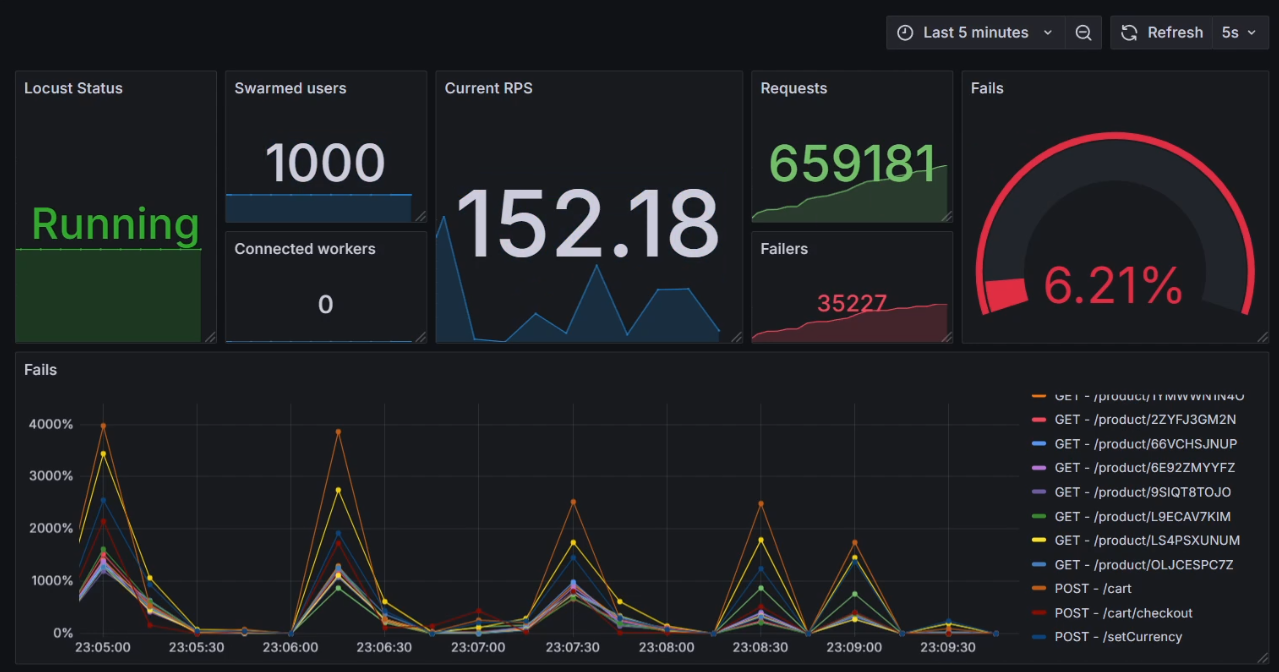 Last 5 minutes
Refresh
5s
Locust Status
Running
Swarmed users
1000
Connected workers
0
Current RPS
152.18
Requests
659181
Failers
35227
Fails
6.21%
Fails
4000%
3000%
2000%
1000%
0%
23:05:00 23:05:30 23:06:00 23:06:30 23:07:00 23:07:30 23:08:00 23:08:30 23:09:00 23:09:30
GET - /product/1YMWWN1N4O
GET - /product/2ZYFJ3GM2N
GET - /product/66VCHSJNUP
GET - /product/6E92ZMYYFZ
GET - /product/9SIQT8TOJO
GET - /product/L9ECAV7KIM
GET - /product/LS4PSXUNUM
GET - /product/OLJCESPC7Z
POST - /cart
POST - /cart/checkout
POST - /setCurrency